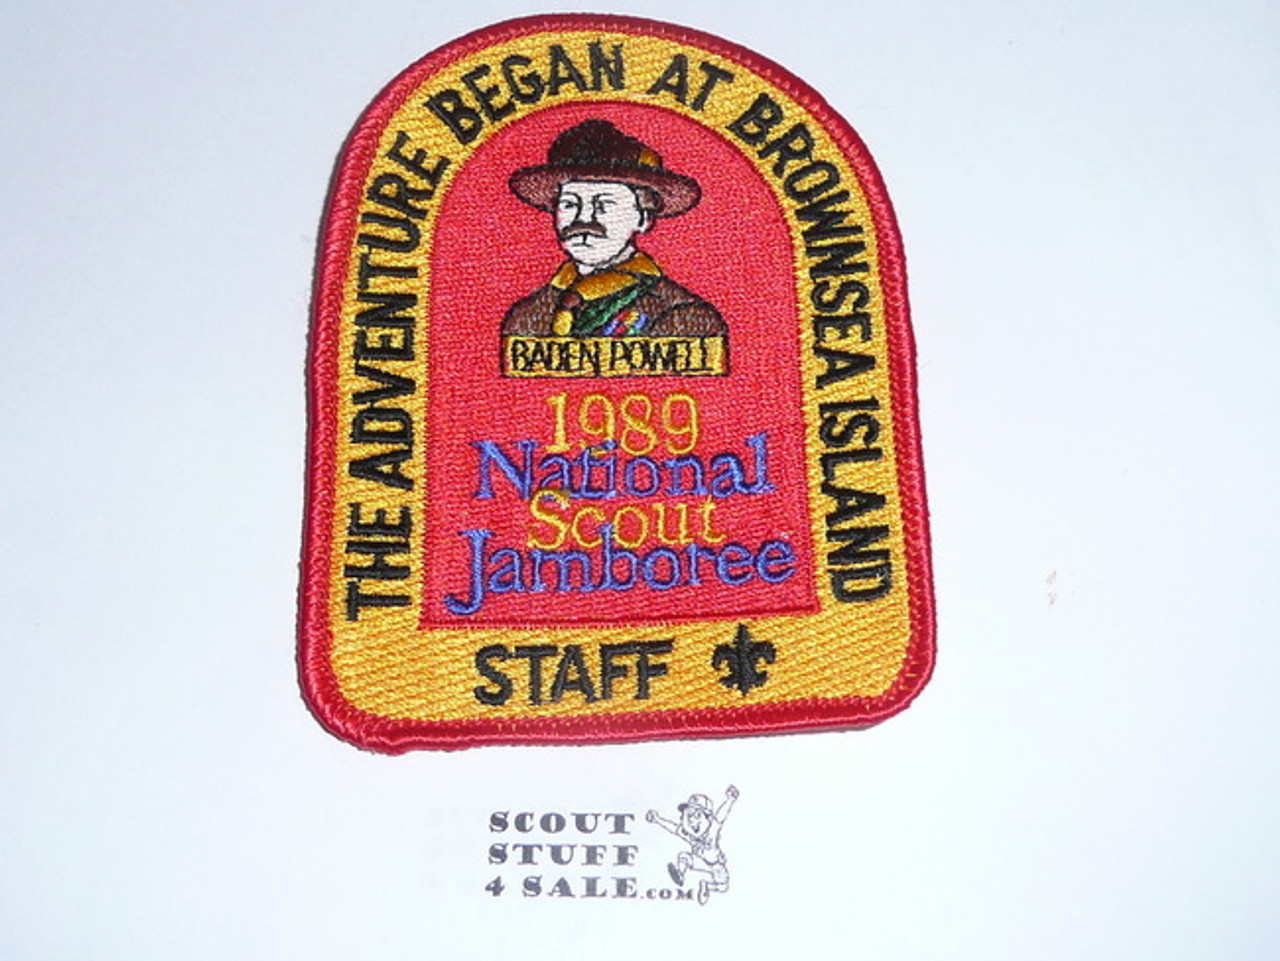 THE ADVENTURE BEGAN AT BROWNSEA ISLAND
BADEN POWELL
1989
National
Scout
Jamboree
STAFF
SCOUT
STUFF
4 SALE.COM